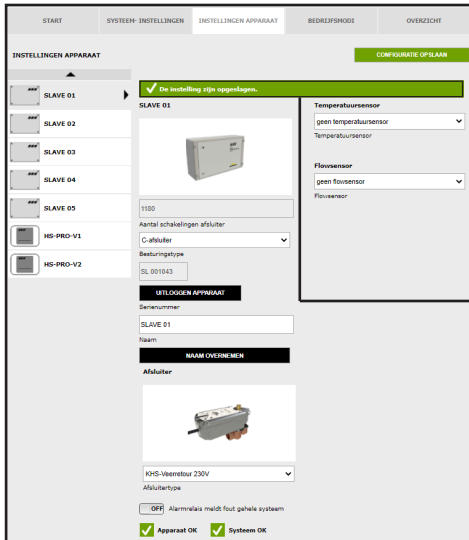 START
SYSTEEM- INSTELLINGEN
INSTELLINGEN APPARAAT
BEDRIJFSMODI
OVERZICHT
INSTELLINGEN APPARAAT
CONFIGURATIE OPSLAAN
SLAVE 01
SLAVE 02
SLAVE 03
SLAVE 04
SLAVE 05
HS-PRO-V1
HS-PRO-V2
De instelling zijn opgeslagen.
SLAVE 01
1180
Aantal schakelingen afsluiter
C-afsluiter
Besturingstype
SL 001043
UITLOGGEN APPARAAT
Serienummer
SLAVE 01
Naam
NAAM OVERNEMEN
Afsluiter
KHS-Veerretour 230V
Afsluitertype
OFF Alarmrelais meldt fout gehele systeem
Apparaat OK
Systeem OK
Temperatuursensor
geen temperatuursensor
Temperatuursensor
Flowsensor
geen flowsensor
Flowsensor